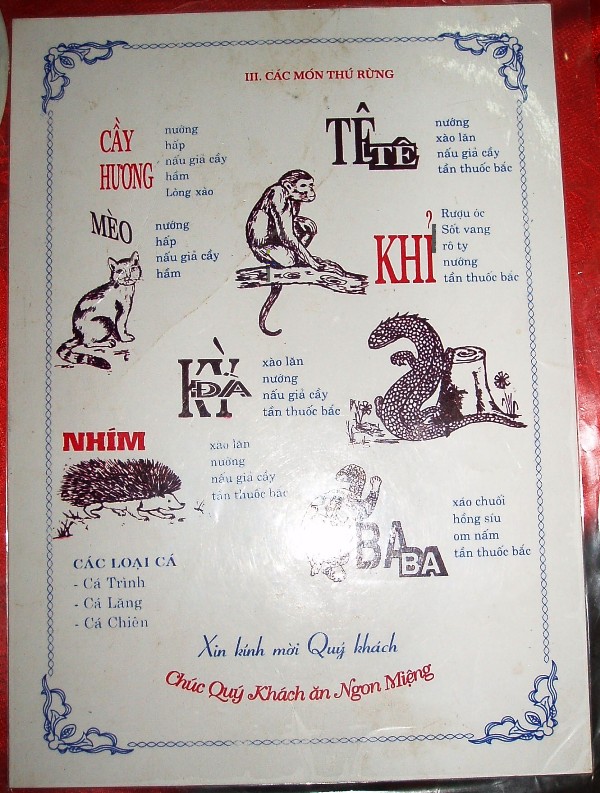 III. CÁC MÓN THÚ RỪNG
CẦY
HƯƠNG
nướng
hấp
nấu giả cầy
hầm
Lòng xào
TÊ TÊ
nướng
xào lăn
nấu giả cầy
tần thuốc bắc
MÈO
nướng
hấp
nấu giả cầy
hầm
KHỈ
Rượu óc
Sốt vang
rô ty
nướng
tần thuốc bắc
KỲ ĐÀ
xào lăn
nướng
nấu giả cầy
tần thuốc bắc
NHÍM
xào lăn
nướng
nấu giả cầy
tần thuốc bắc
BA BA
xáo chuối
hồng síu
om nấm
tần thuốc bắc
CÁC LOẠI CÁ
- Cá Trình
- Cá Lăng
- Cá Chiên
Xin kính mời Quý khách
Chúc Quý Khách ăn Ngon Miệng